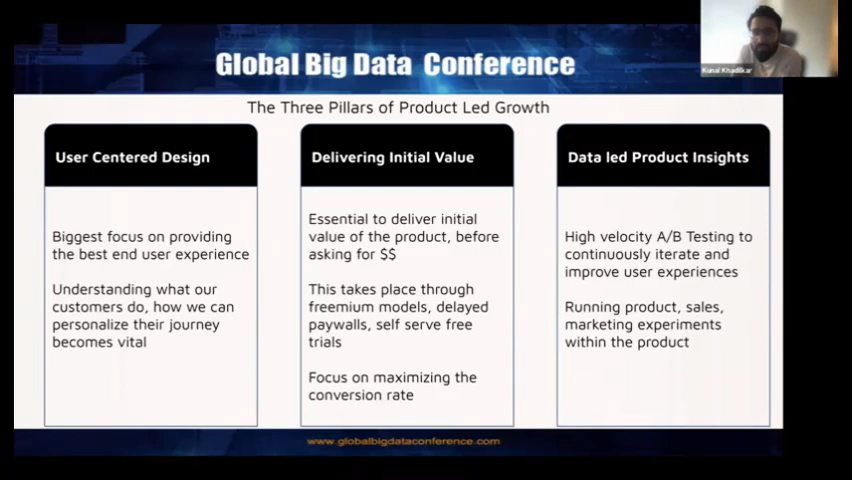 Global Big Data Conference
Kunal Khadilkar
The Three Pillars of Product Led Growth
User Centered Design
Biggest focus on providing
the best end user experience
Understanding what our
customers do, how we can
personalize their journey
becomes vital
Delivering Initial Value
Essential to deliver initial
value of the product, before
asking for $$
This takes place through
freemium models, delayed
paywalls, self serve free
trials
Focus on maximizing the
conversion rate
Data led Product Insights
High velocity A/B Testing to
continuously iterate and
improve user experiences
Running product, sales,
marketing experiments
within the product
www.globalbigdataconference.com